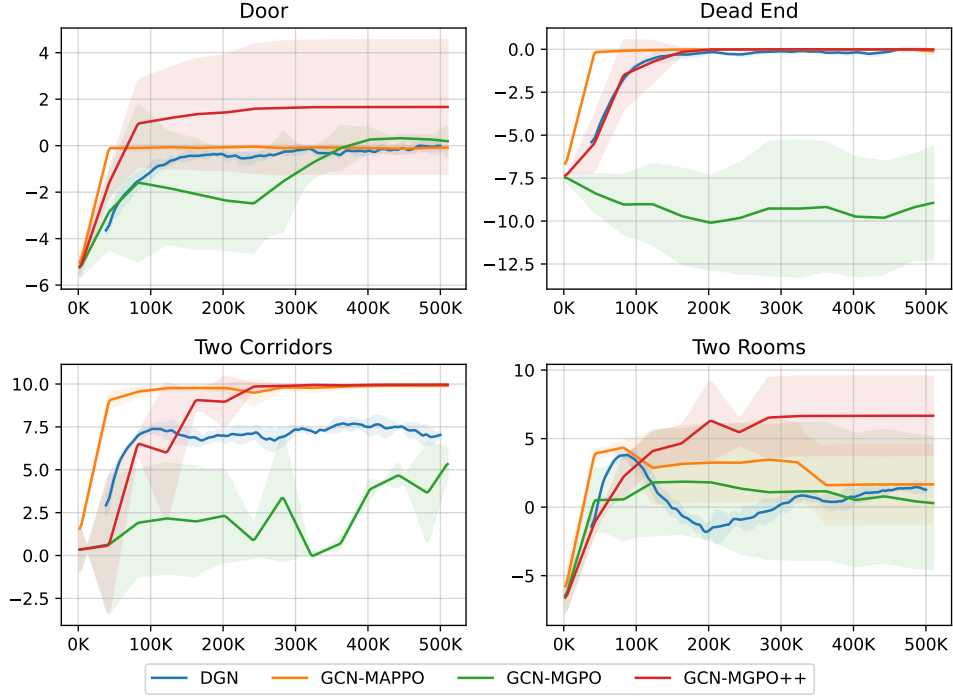 Door
4
2
0
−2
−4
−6
0K 100K 200K 300K 400K 500K
Dead End
0.0
−2.5
−5.0
−7.5
−10.0
−12.5
0K 100K 200K 300K 400K 500K
Two Corridors
10.0
7.5
5.0
2.5
0.0
−2.5
0K 100K 200K 300K 400K 500K
Two Rooms
10
5
0
−5
0K 100K 200K 300K 400K 500K
DGN GCN-MAPPO GCN-MGPO GCN-MGPO++